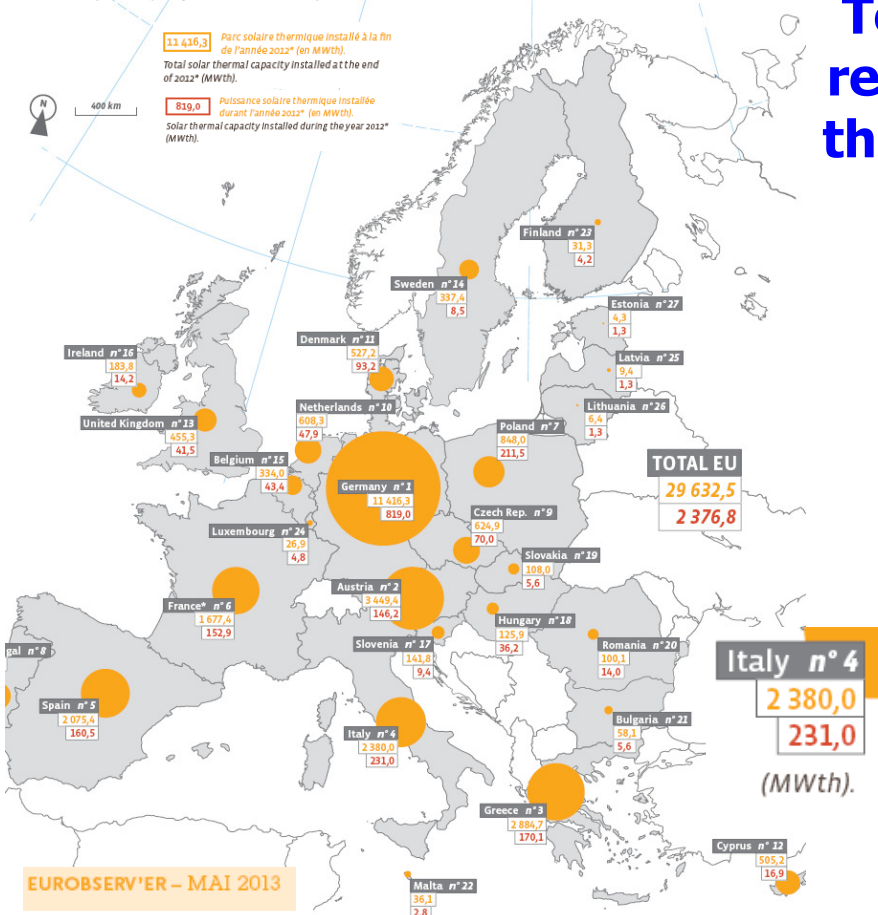 11 416,3
Parc solaire thermique installé à la fin
de l'année 2012* (en MWth).
Total solar thermal capacity installed at the end
of 2012* (MWth).
819,0
Puissance solaire thermique installée
durant l'année 2012* (en MWth).
Solar thermal capacity installed during the year 2012*
(MWth).
N
400 km
Finland n° 23
31,3
4,2
Sweden n° 14
337,4
8,5
Estonia n° 27
4,3
1,3
Denmark n° 11
527,2
93,2
Ireland n° 16
183,8
14,2
Latvia n° 25
9,4
1,3
Lithuania n° 26
6,4
1,3
Netherlands n° 10
608,3
47,9
United Kingdom n° 13
455,3
41,5
Poland n° 7
848,0
211,5
Belgium n° 15
334,0
43,4
TOTAL EU
29 632,5
2 376,8
Germany n° 1
11 416,3
819,0
Czech Rep. n° 9
624,9
70,0
Luxembourg n° 24
26,9
4,8
Slovakia n° 19
108,0
5,6
Austria n° 2
3 449,4
146,2
France* n° 6
1 677,4
152,9
Hungary n° 18
125,9
36,2
Slovenia n° 17
141,8
9,4
Romania n° 20
100,1
14,0
gal n° 8
Italy n° 4
2 380,0
231,0
(MWth).
Spain n° 5
2 075,4
160,5
Bulgaria n° 21
58,1
5,6
Italy n° 4
2 380,0
231,0
Greece n° 3
2 884,7
170,1
Cyprus n° 12
505,2
16,9
EUROBSERV'ER – MAI 2013
Malta n° 22
36,1
2,8